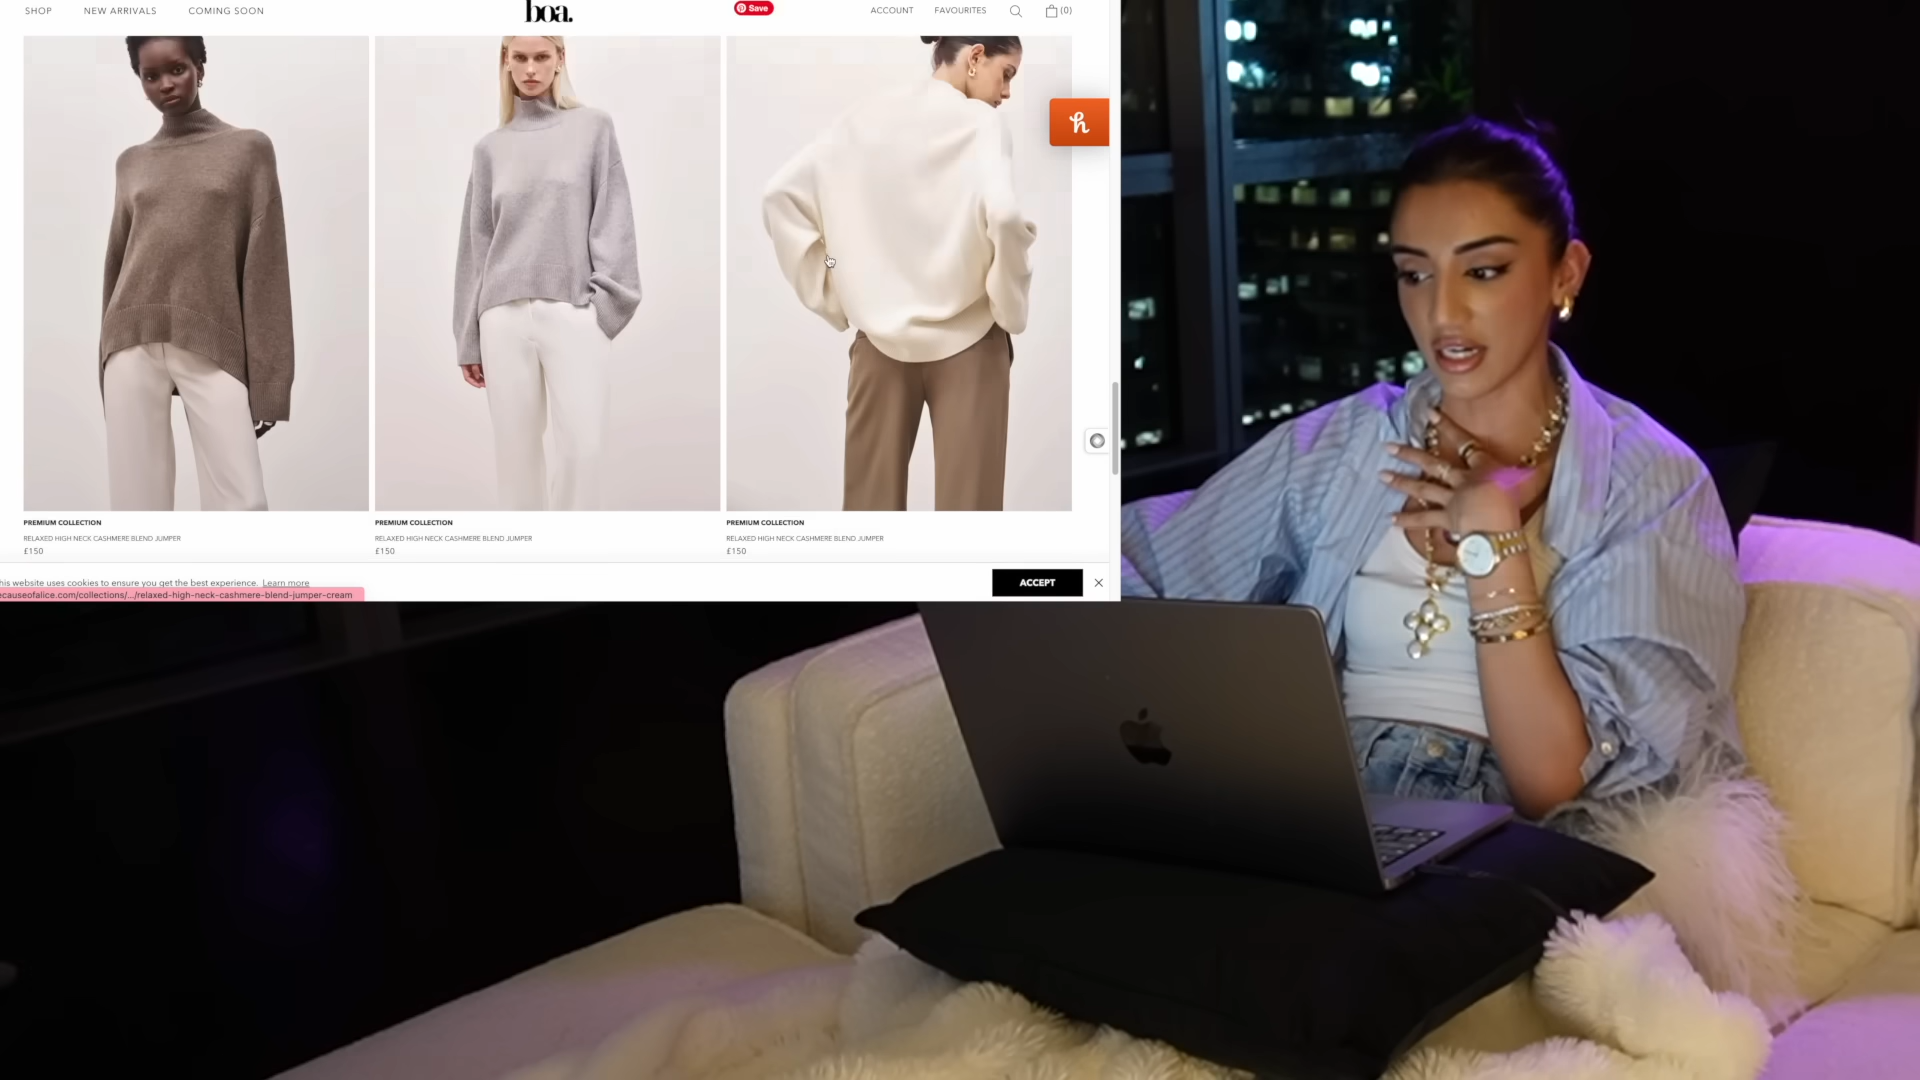 SHOP NEW ARRIVALS COMING SOON boa. Save ACCOUNT FAVOURITES (0)
h
PREMIUM COLLECTION
RELAXED HIGH NECK CASHMERE BLEND JUMPER
£150
PREMIUM COLLECTION
RELAXED HIGH NECK CASHMERE BLEND JUMPER
£150
PREMIUM COLLECTION
RELAXED HIGH NECK CASHMERE BLEND JUMPER
£150
his website uses cookies to ensure you get the best experience. Learn more
ACCEPT
ecauseofalice.com/collections/.../relaxed-high-neck-cashmere-blend-jumper-cream